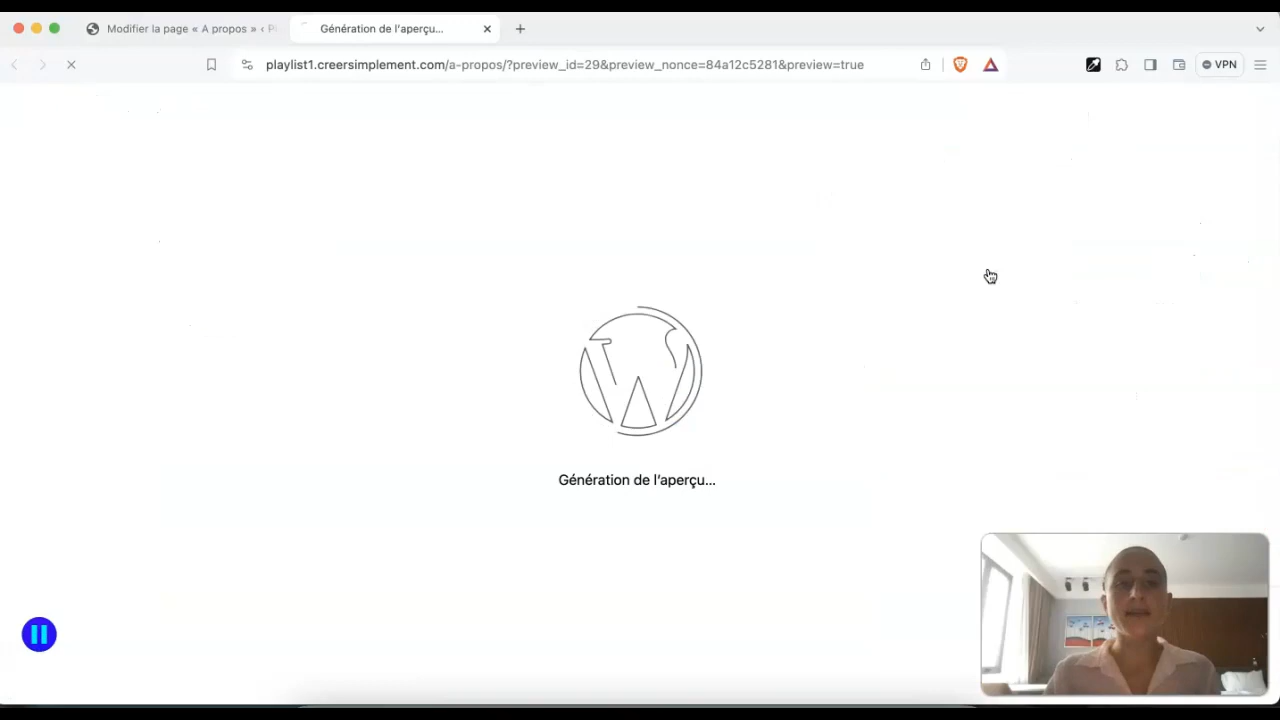 Modifier la page « A propos » ‹ Pl
Génération de l'aperçu...
playlist1.creersimplement.com/a-propos/?preview_id=29&preview_nonce=84a12c5281&preview=true
VPN
Génération de l'aperçu...